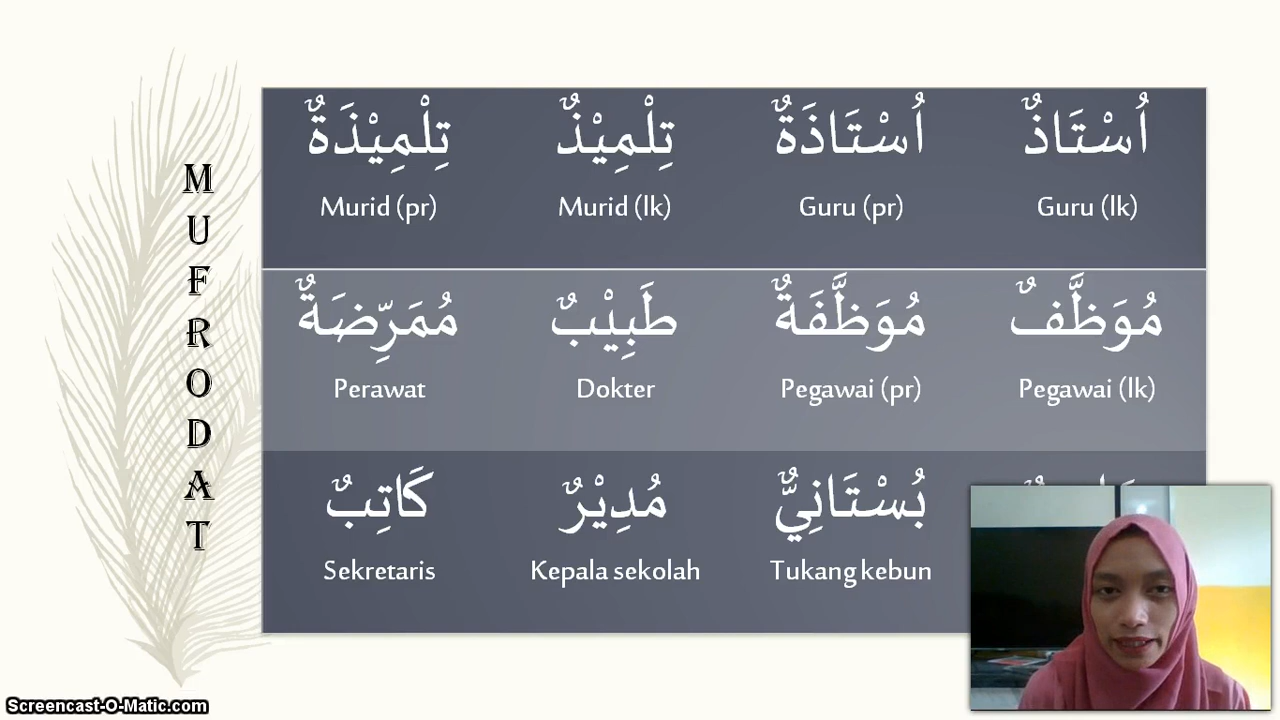 MUFRODAT
اُسْتَاذٌ اُسْتَاذَةٌ تِلْمِيْذٌ تِلْمِيْذَةٌ
Murid (pr) Murid (lk) Guru (pr) Guru (lk)
مُوَظَّفٌ مُوَظَّفَةٌ طَبِيْبٌ مُمَرِّضَةٌ
Perawat Dokter Pegawai (pr) Pegawai (lk)
بُسْتَانِيٌّ مُدِيْرٌ كَاتِبٌ
Sekretaris Kepala sekolah Tukang kebun
Screencast-O-Matic.com